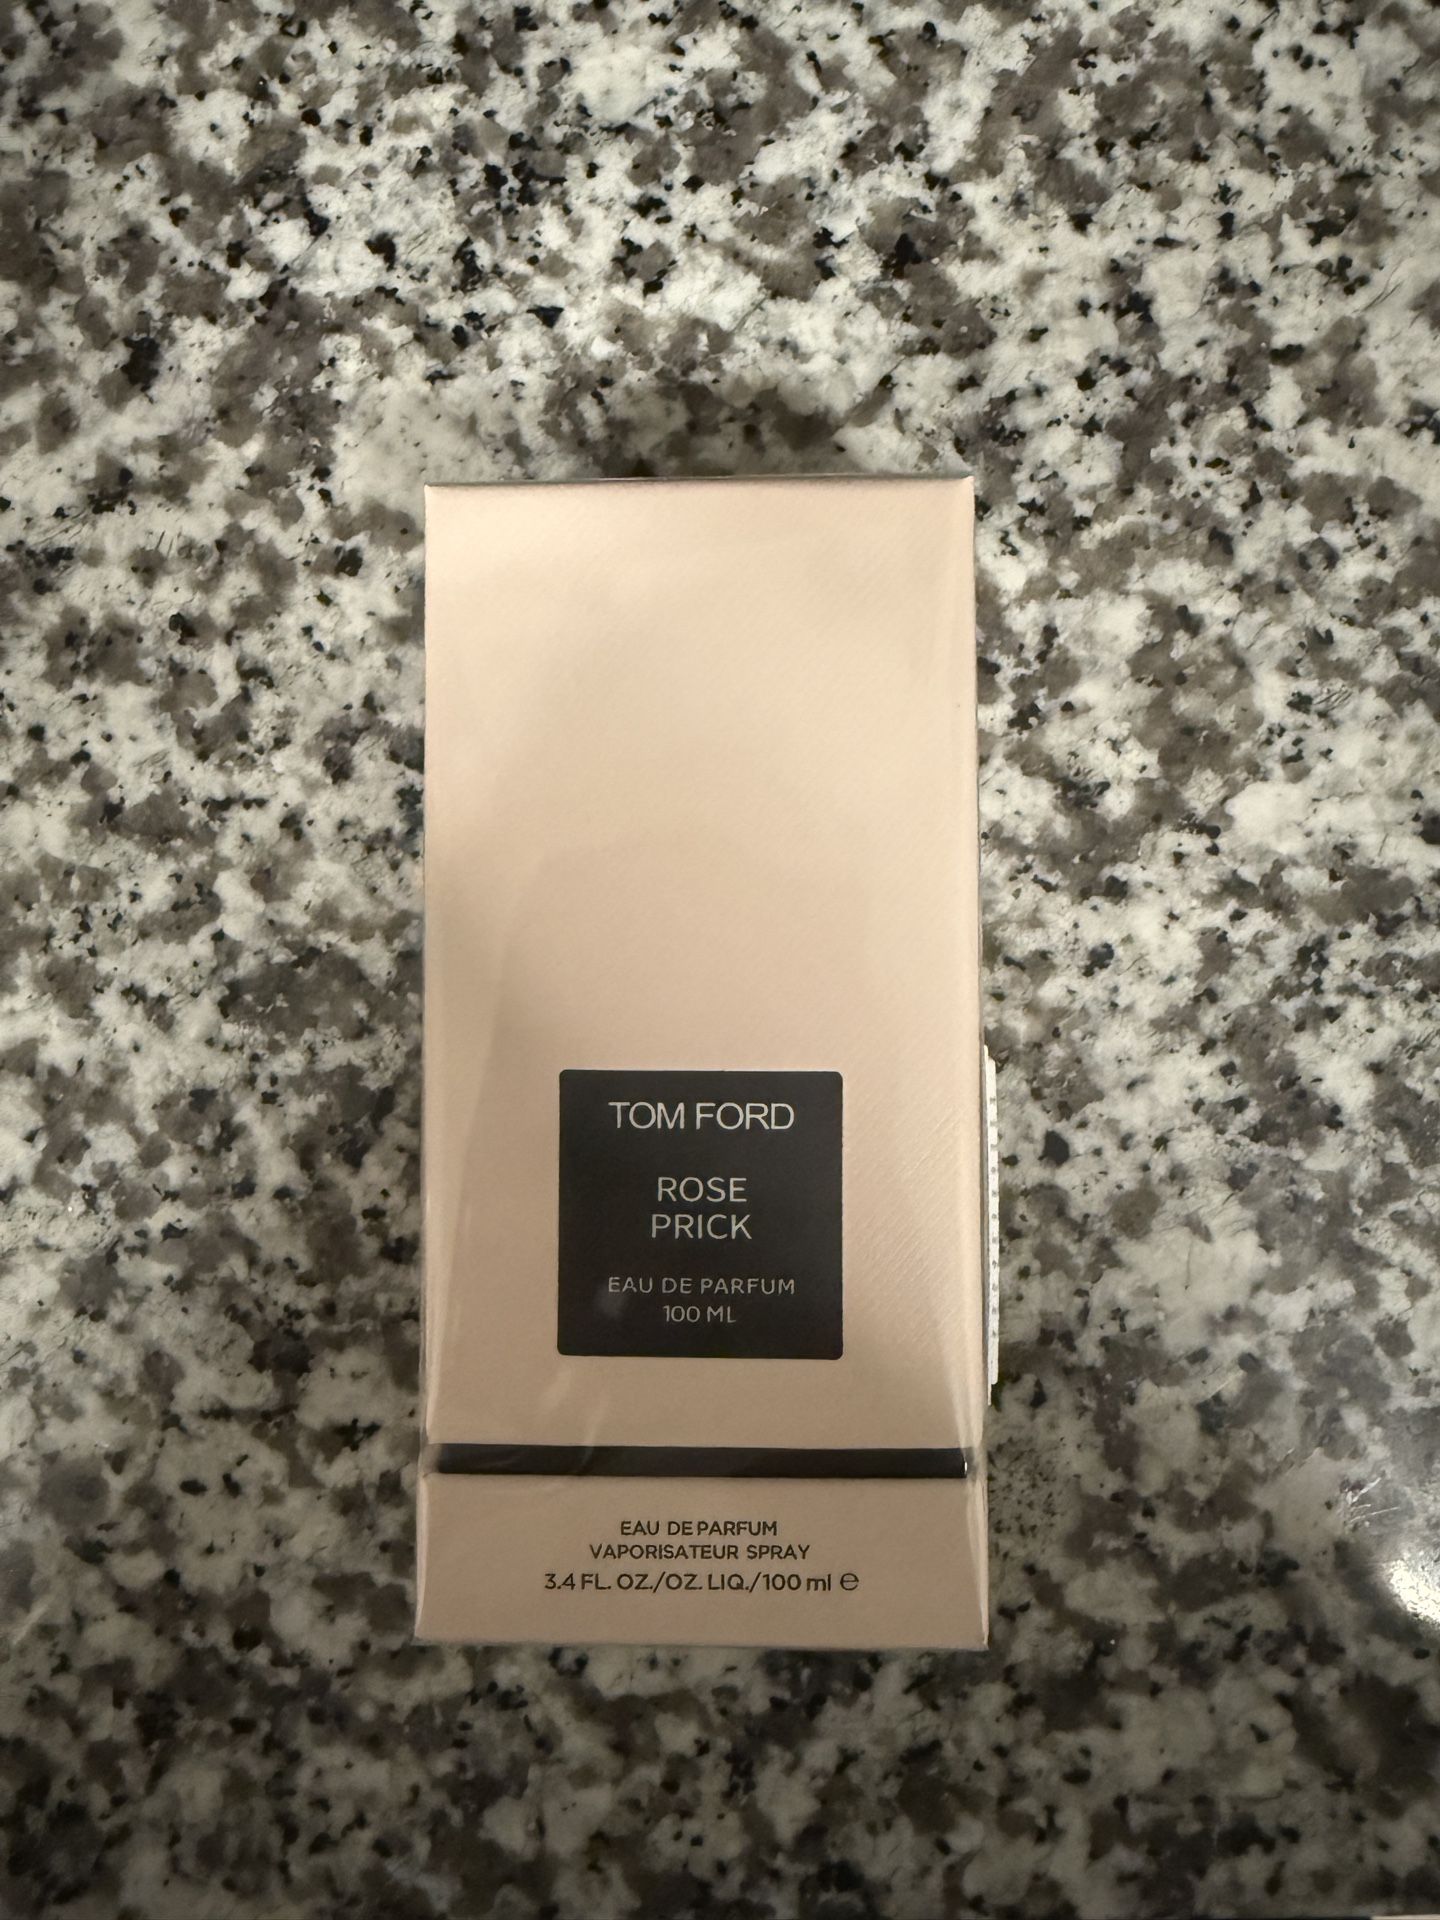 TOM FORD
ROSE
PRICK
EAU DE PARFUM
100 ML
EAU DE PARFUM
VAPORISATEUR SPRAY
3.4 FL. OZ./OZ. LIQ./100 ml ℮